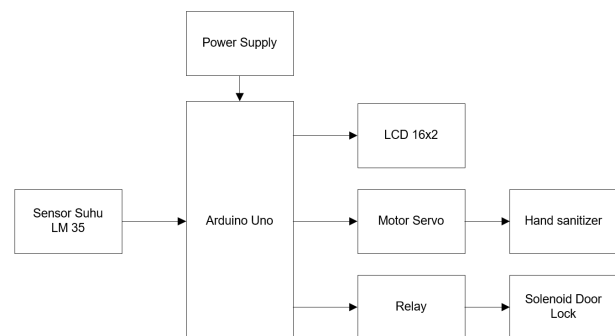 Power Supply
LCD 16x2
Sensor Suhu
LM 35
Arduino Uno
Motor Servo
Hand sanitizer
Relay
Solenoid Door
Lock